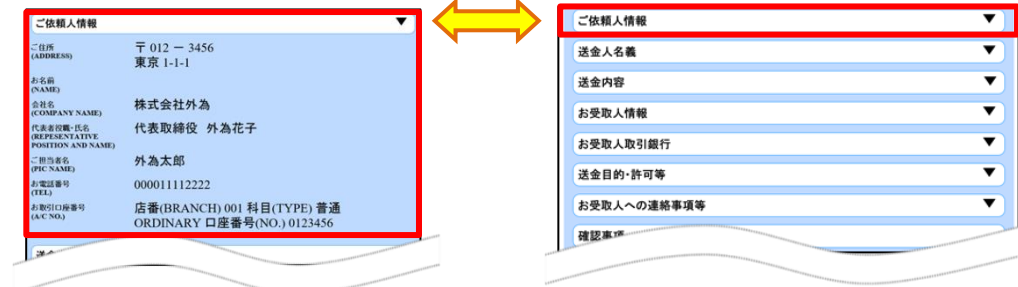 ご依頼人情報 ▼
ご住所
(ADDRESS)
〒 012 － 3456
東京 1-1-1
お名前
(NAME)
会社名
(COMPANY NAME)
株式会社外為
代表者役職・氏名
(REPESENTATIVE
POSITION AND NAME)
代表取締役 外為花子
ご担当者名
(PIC NAME)
外為太郎
お電話番号
(TEL)
000011112222
お取引口座番号
(A/C NO.)
店番(BRANCH) 001 科目(TYPE) 普通
ORDINARY 口座番号(NO.) 0123456
ご依頼人情報 ▼
送金人名義 ▼
送金内容 ▼
お受取人情報 ▼
お受取人取引銀行 ▼
送金目的・許可等 ▼
お受取人への連絡事項等 ▼
確認事項